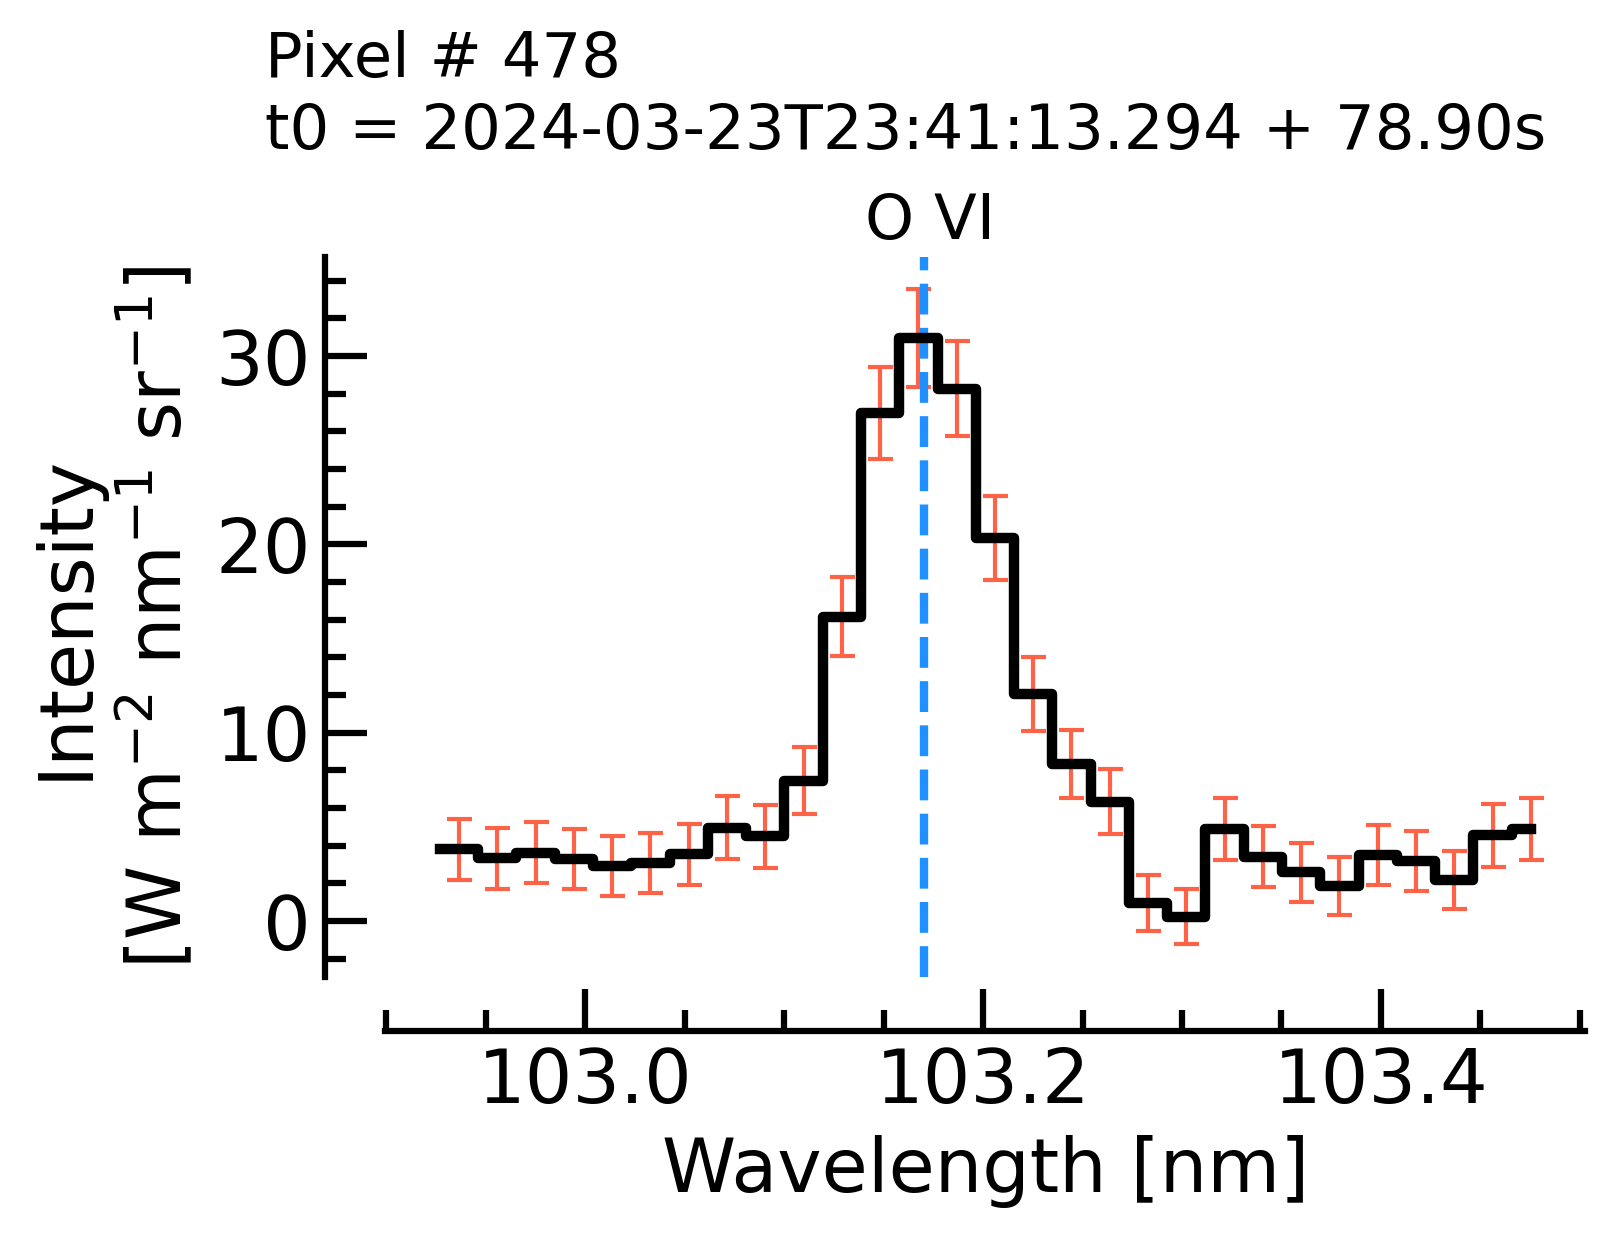 Pixel # 478
t0 = 2024-03-23T23:41:13.294 + 78.90s
O VI
Intensity
[W m⁻² nm⁻¹ sr⁻¹]
30
20
10
0
103.0 103.2 103.4
Wavelength [nm]